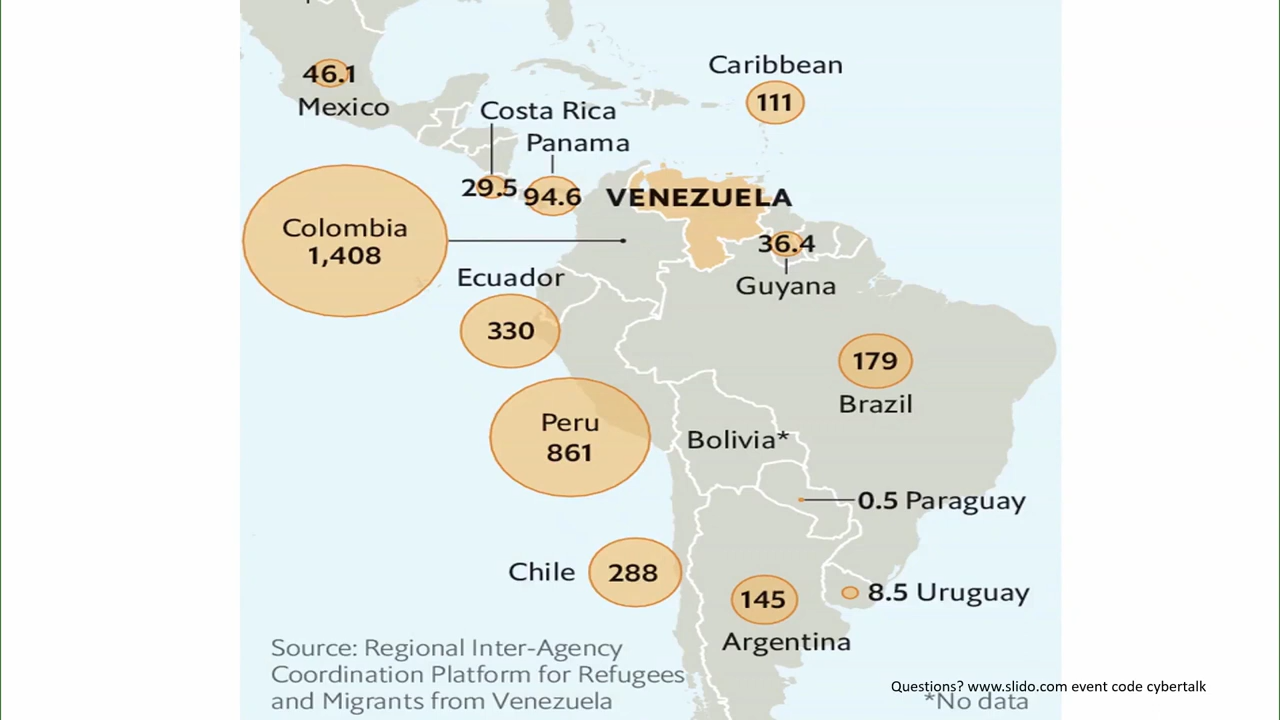 46.1
Mexico
Caribbean
111
Costa Rica
Panama
29.5
94.6
VENEZUELA
Colombia
1,408
36.4
Guyana
Ecuador
330
179
Brazil
Peru
861
Bolivia*
0.5 Paraguay
Chile
288
145
Argentina
8.5 Uruguay
Source: Regional Inter-Agency
Coordination Platform for Refugees
and Migrants from Venezuela
Questions? www.slido.com event code cybertalk
*No data